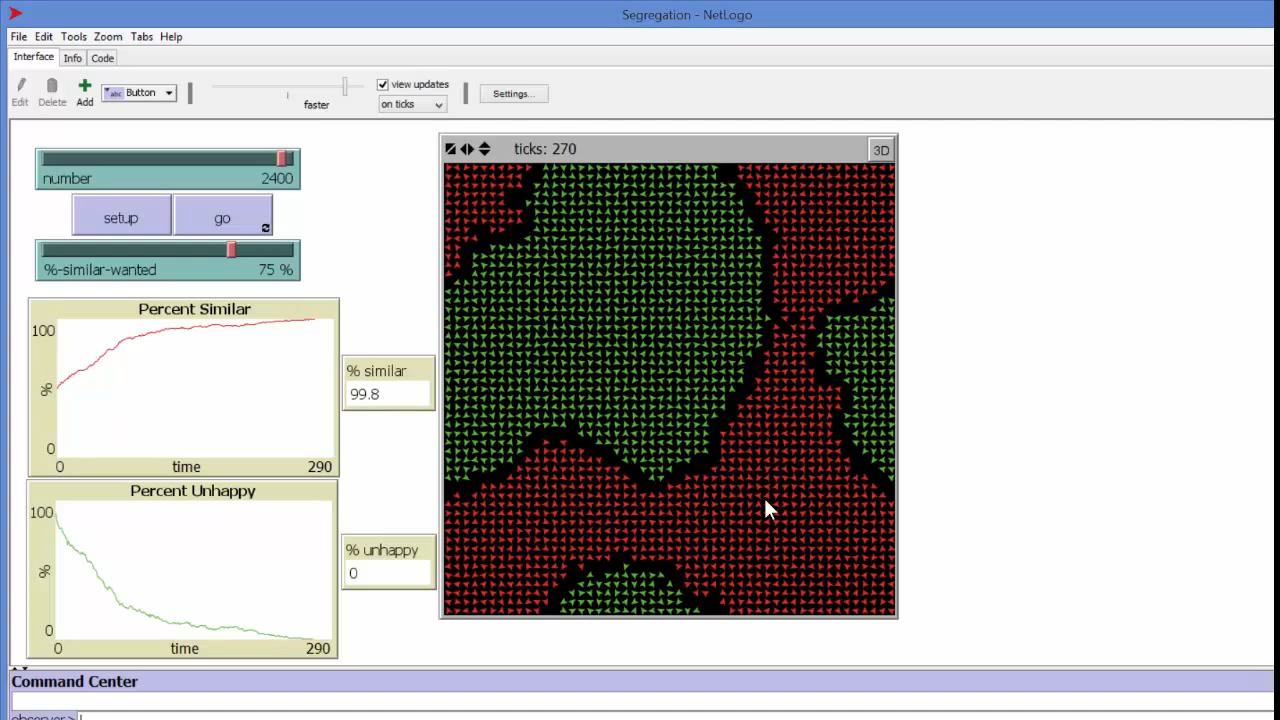 Segregation - NetLogo
File Edit Tools Zoom Tabs Help
Interface Info Code
Edit Delete Add abc Button faster view updates on ticks Settings...
ticks: 270 3D
number 2400
setup go
%-similar-wanted 75 %
Percent Similar
100
%
0
0 time 290
% similar
99.8
Percent Unhappy
100
%
0
0 time 290
% unhappy
0
Command Center
observer>